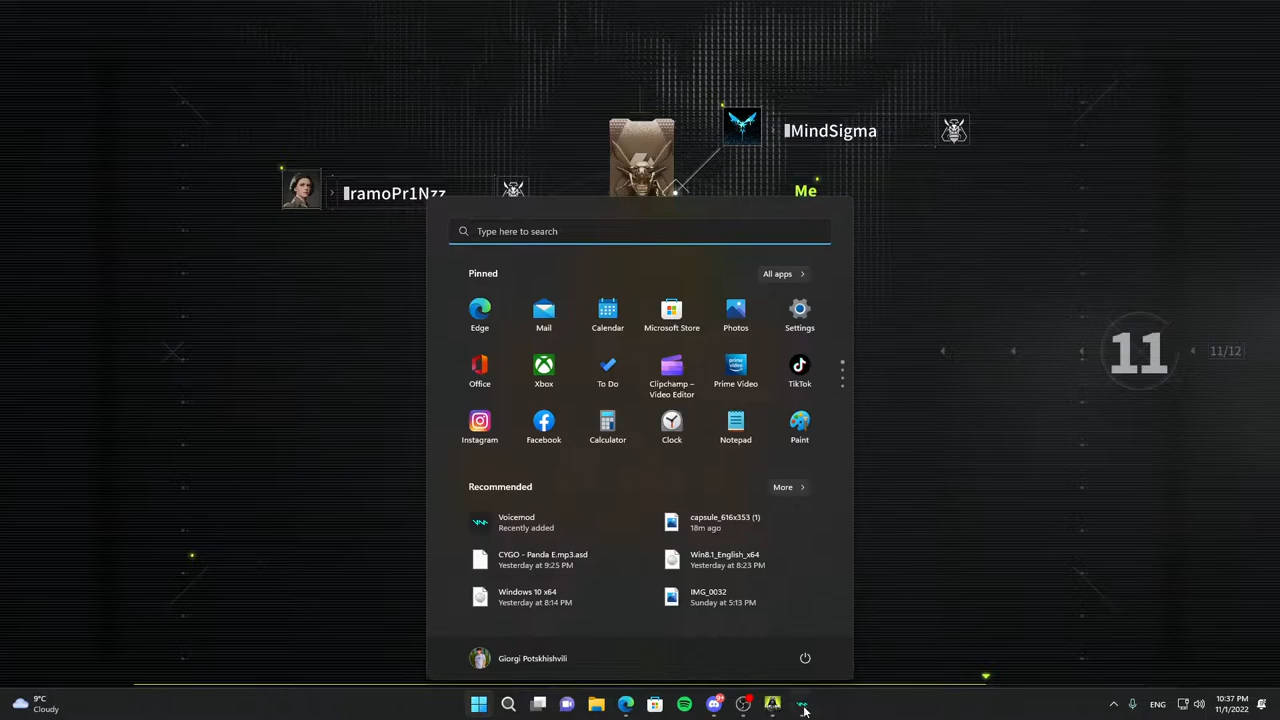 MindSigma
ramoPr1Nzz
Me
Type here to search
Pinned
All apps
Edge
Mail
Calendar
Microsoft Store
Photos
Settings
Office
Xbox
To Do
Clipchamp –
Video Editor
Prime Video
TikTok
Instagram
Facebook
Calculator
Clock
Notepad
Paint
11
11/12
Recommended
More
Voicemod
Recently added
capsule_616x353 (1)
18m ago
CYGO - Panda E.mp3.asd
Yesterday at 9:25 PM
Win8.1_English_x64
Yesterday at 8:23 PM
Windows 10 x64
Yesterday at 8:14 PM
IMG_0032
Sunday at 5:13 PM
Giorgi Potskhishvili
9°C
Cloudy
ENG
10:37 PM
11/1/2022